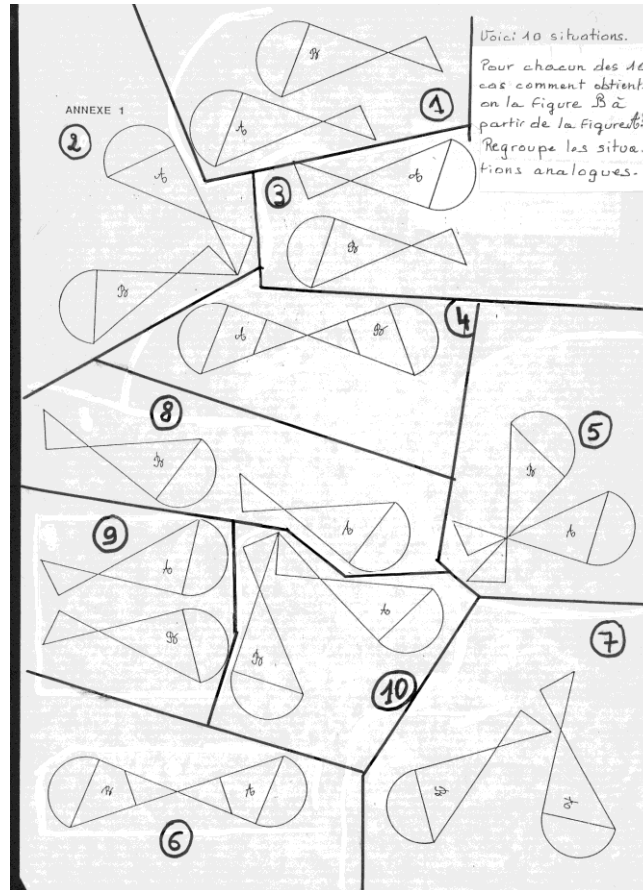 Voici 10 situations.
Pour chacun des 10
cas comment obtient-
on la figure B à
partir de la figure A?
Regroupe les situa-
tions analogues.
ANNEXE 1
1
2
3
4
5
6
7
8
9
10
A
B
A
B
A
B
A
B
A
B
A
B
A
B
A
B
A
B
A
B